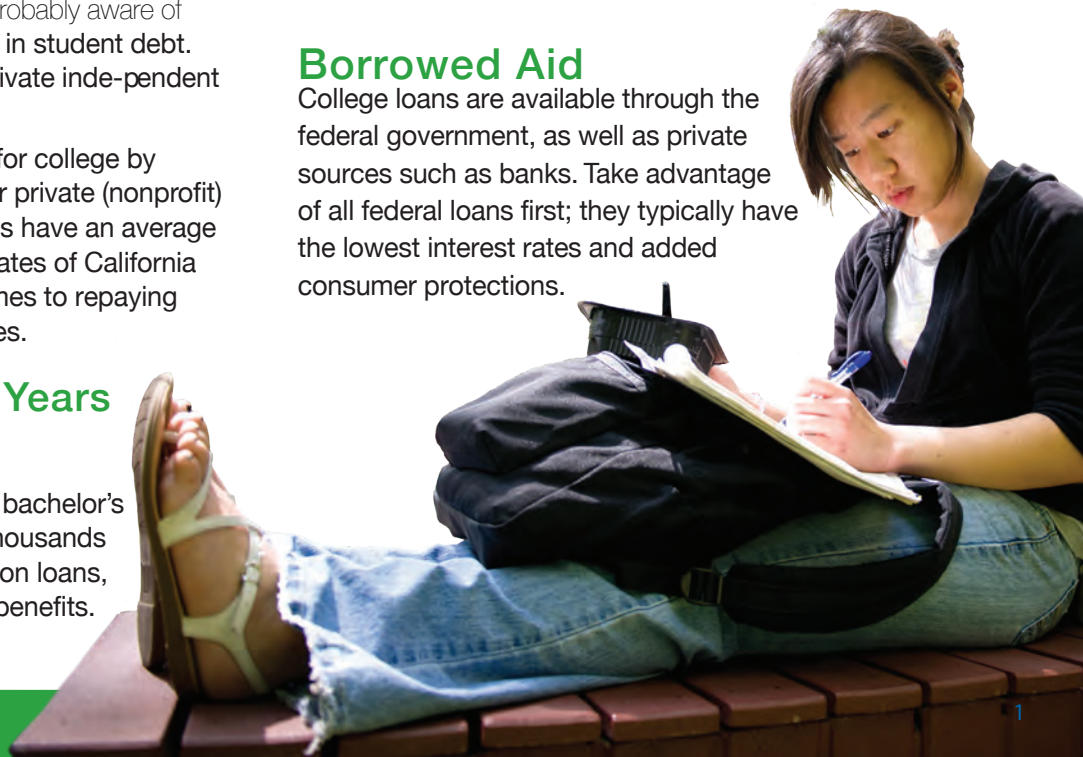 robably aware of
in student debt.
ivate inde-pendent
for college by
r private (nonprofit)
s have an average
ates of California
nes to repaying
es.
Years
bachelor’s
housands
on loans,
benefits.
Borrowed Aid
College loans are available through the
federal government, as well as private
sources such as banks. Take advantage
of all federal loans first; they typically have
the lowest interest rates and added
consumer protections.
1